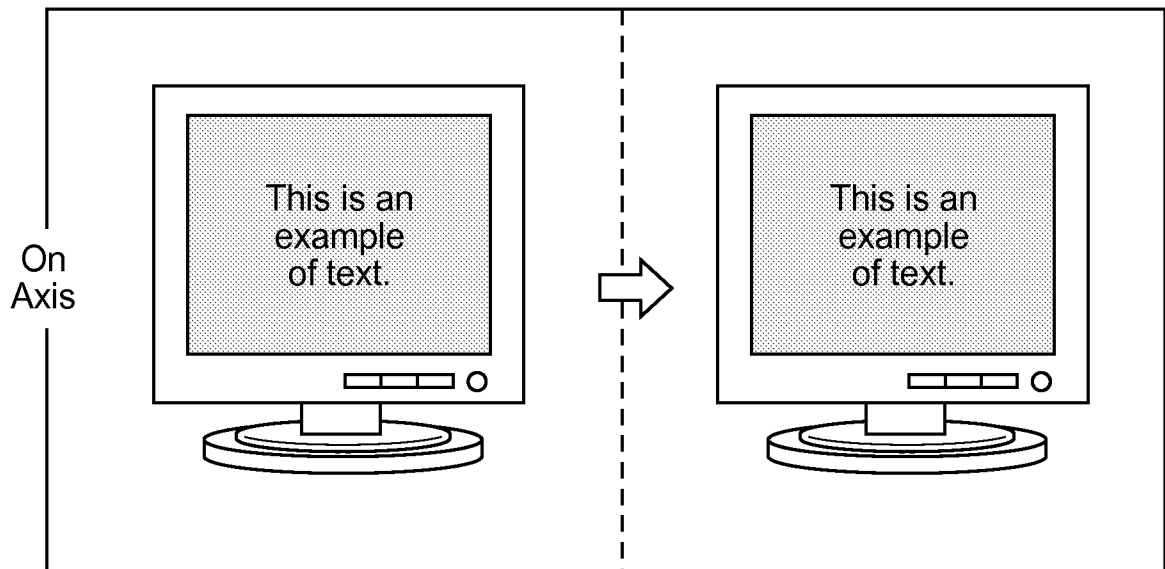 On
Axis
This is an
example
of text.
This is an
example
of text.